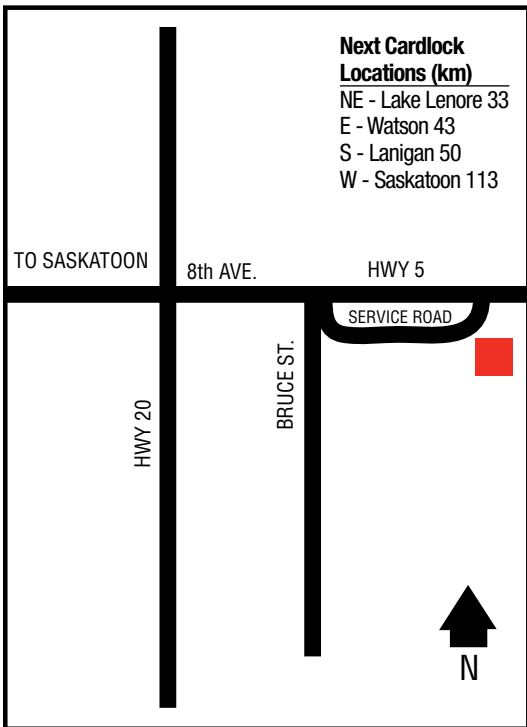 Next Cardlock
Locations (km)
NE - Lake Lenore 33
E - Watson 43
S - Lanigan 50
W - Saskatoon 113
TO SASKATOON
8th AVE.
HWY 5
SERVICE ROAD
BRUCE ST.
HWY 20
N